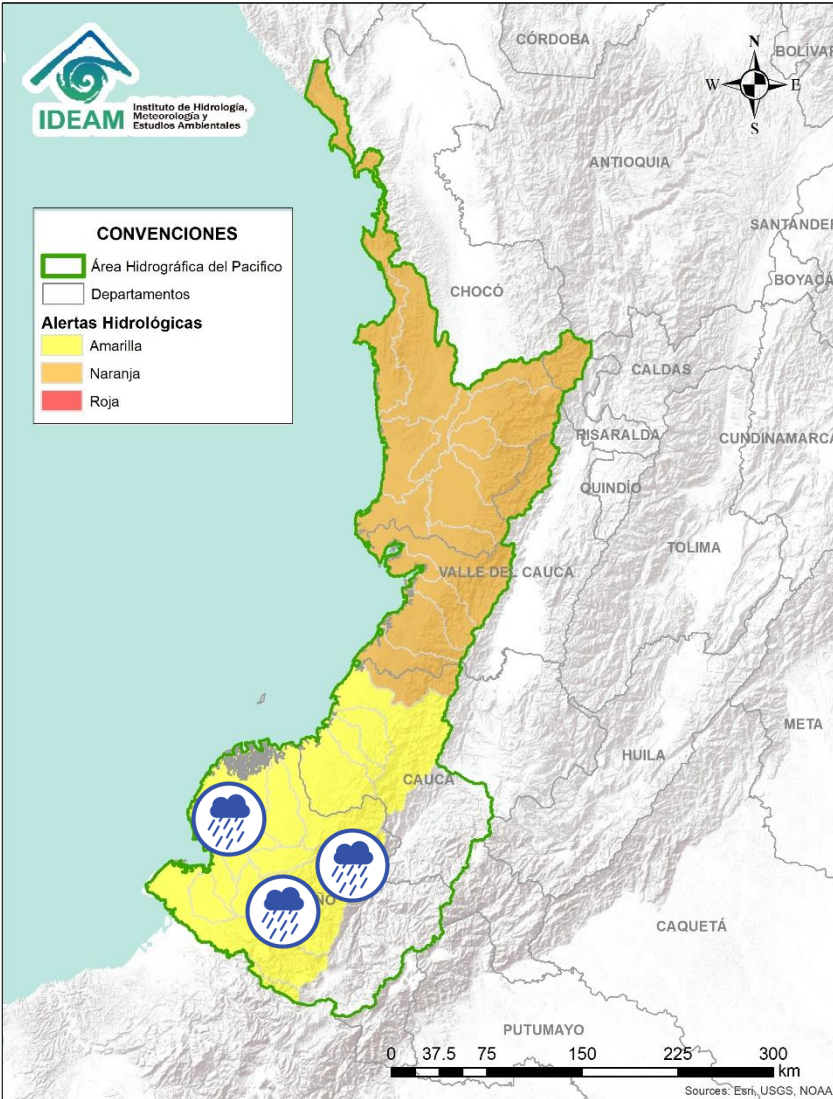 IDEAM
Instituto de Hidrología,
Meteorología y
Estudios Ambientales
CONVENCIONES
Área Hidrográfica del Pacifico
Departamentos
Alertas Hidrológicas
Amarilla
Naranja
Roja
N
W E
S
CÓRDOBA
BOLÍVAR
ANTIOQUIA
SANTANDER
BOYACÁ
CHOCÓ
CALDAS
RISARALDA
CUNDINAMARCA
QUINDÍO
TOLIMA
VALLE DEL CAUCA
META
HUILA
CAUCA
ÑO
CAQUETÁ
PUTUMAYO
0 37.5 75 150 225 300
km
Sources: Esri, USGS, NOAA